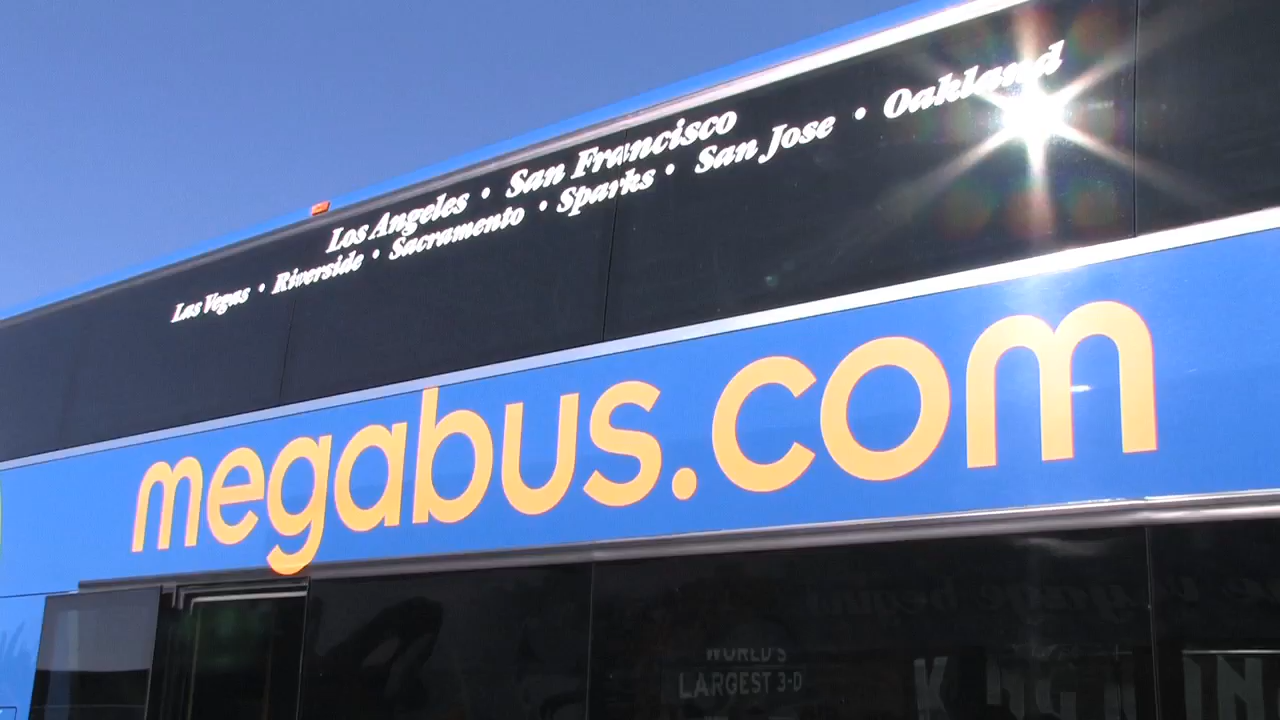 Los Angeles • San Francisco
Las Vegas • Riverside • Sacramento • Sparks • San Jose • Oakland
megabus.com
WORLD'S
LARGEST 3-D